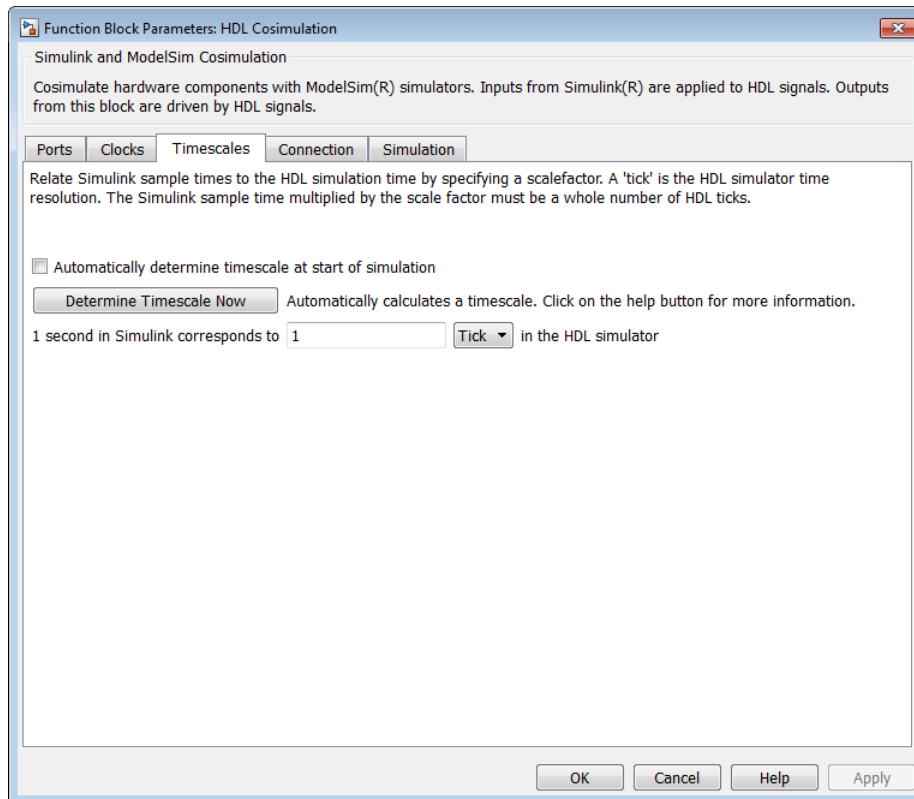 Function Block Parameters: HDL Cosimulation
Simulink and ModelSim Cosimulation
Cosimulate hardware components with ModelSim(R) simulators. Inputs from Simulink(R) are applied to HDL signals. Outputs
from this block are driven by HDL signals.
Ports Clocks Timescales Connection Simulation
Relate Simulink sample times to the HDL simulation time by specifying a scalefactor. A 'tick' is the HDL simulator time
resolution. The Simulink sample time multiplied by the scale factor must be a whole number of HDL ticks.
Automatically determine timescale at start of simulation
Determine Timescale Now Automatically calculates a timescale. Click on the help button for more information.
1 second in Simulink corresponds to 1 Tick in the HDL simulator
OK Cancel Help Apply